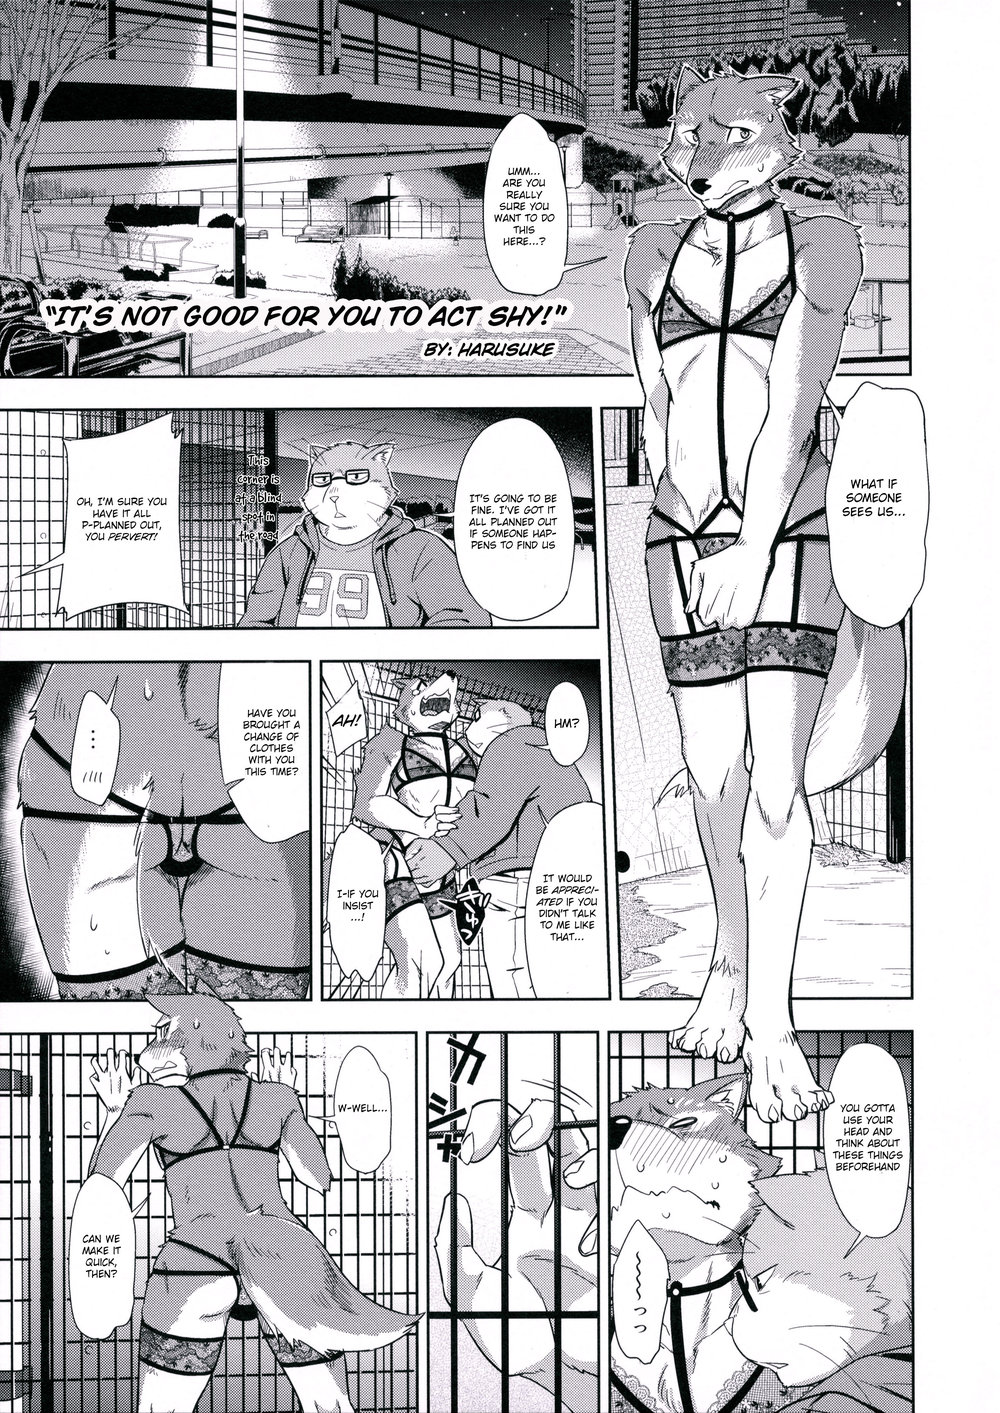 UMM...
ARE YOU
REALLY
SURE YOU
WANT TO DO
THIS
HERE...?
"IT'S NOT GOOD FOR YOU TO ACT SHY!"
BY: HARUSUKE
WHAT IF
SOMEONE
SEES US...
IT'S GOING TO BE
FINE. I'VE GOT IT
ALL PLANNED OUT
IF SOMEONE HAP-
PENS TO FIND US
This
corner is
at a blind
spot in
the road
99
OH, I'M SURE YOU
HAVE IT ALL
P-PLANNED OUT,
YOU PERVERT!
HM?
AH!
IT WOULD
BE APPRECI-
ATED IF YOU
DIDN'T TALK
TO ME LIKE
THAT...
I-IF YOU
INSIST
...!
HAVE YOU
BROUGHT A
CHANGE OF
CLOTHES
WITH YOU
THIS TIME?
...
YOU GOTTA
USE YOUR
HEAD AND
THINK ABOUT
THESE THINGS
BEFOREHAND
カシャ
W-WELL...
CAN WE
MAKE IT
QUICK,
THEN?